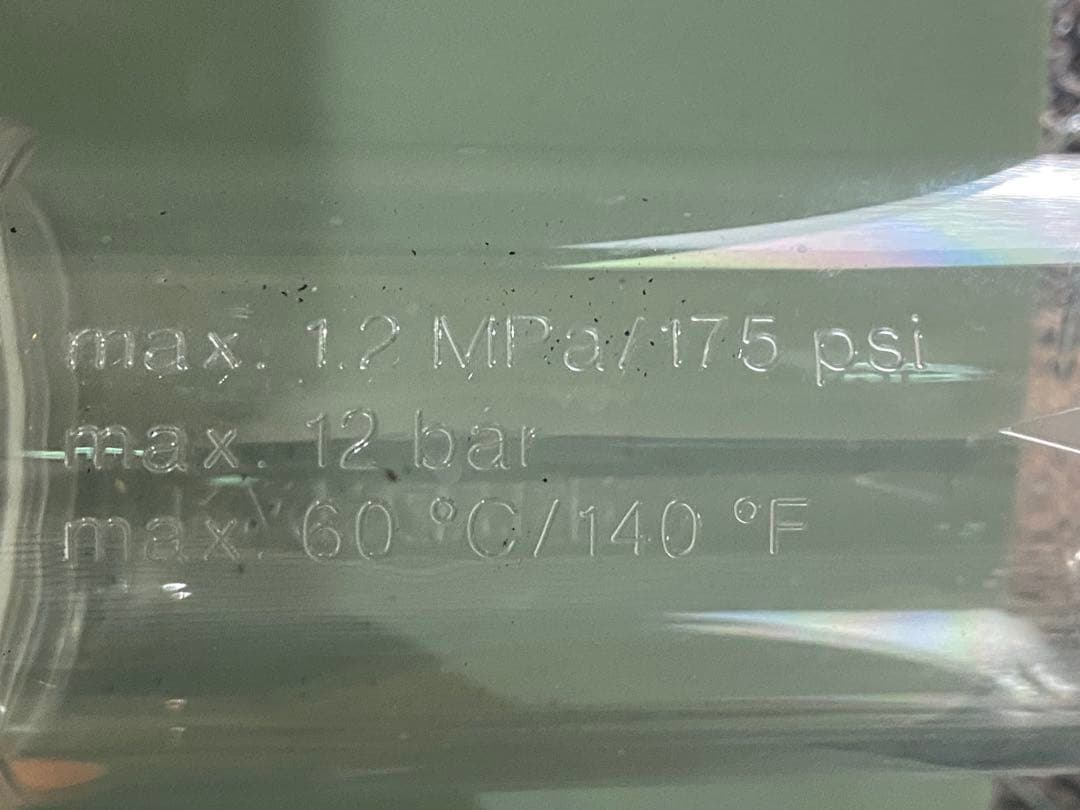 max. 1.2 MPa/175 psi
max. 12 bar
max. 60 °C/140 °F